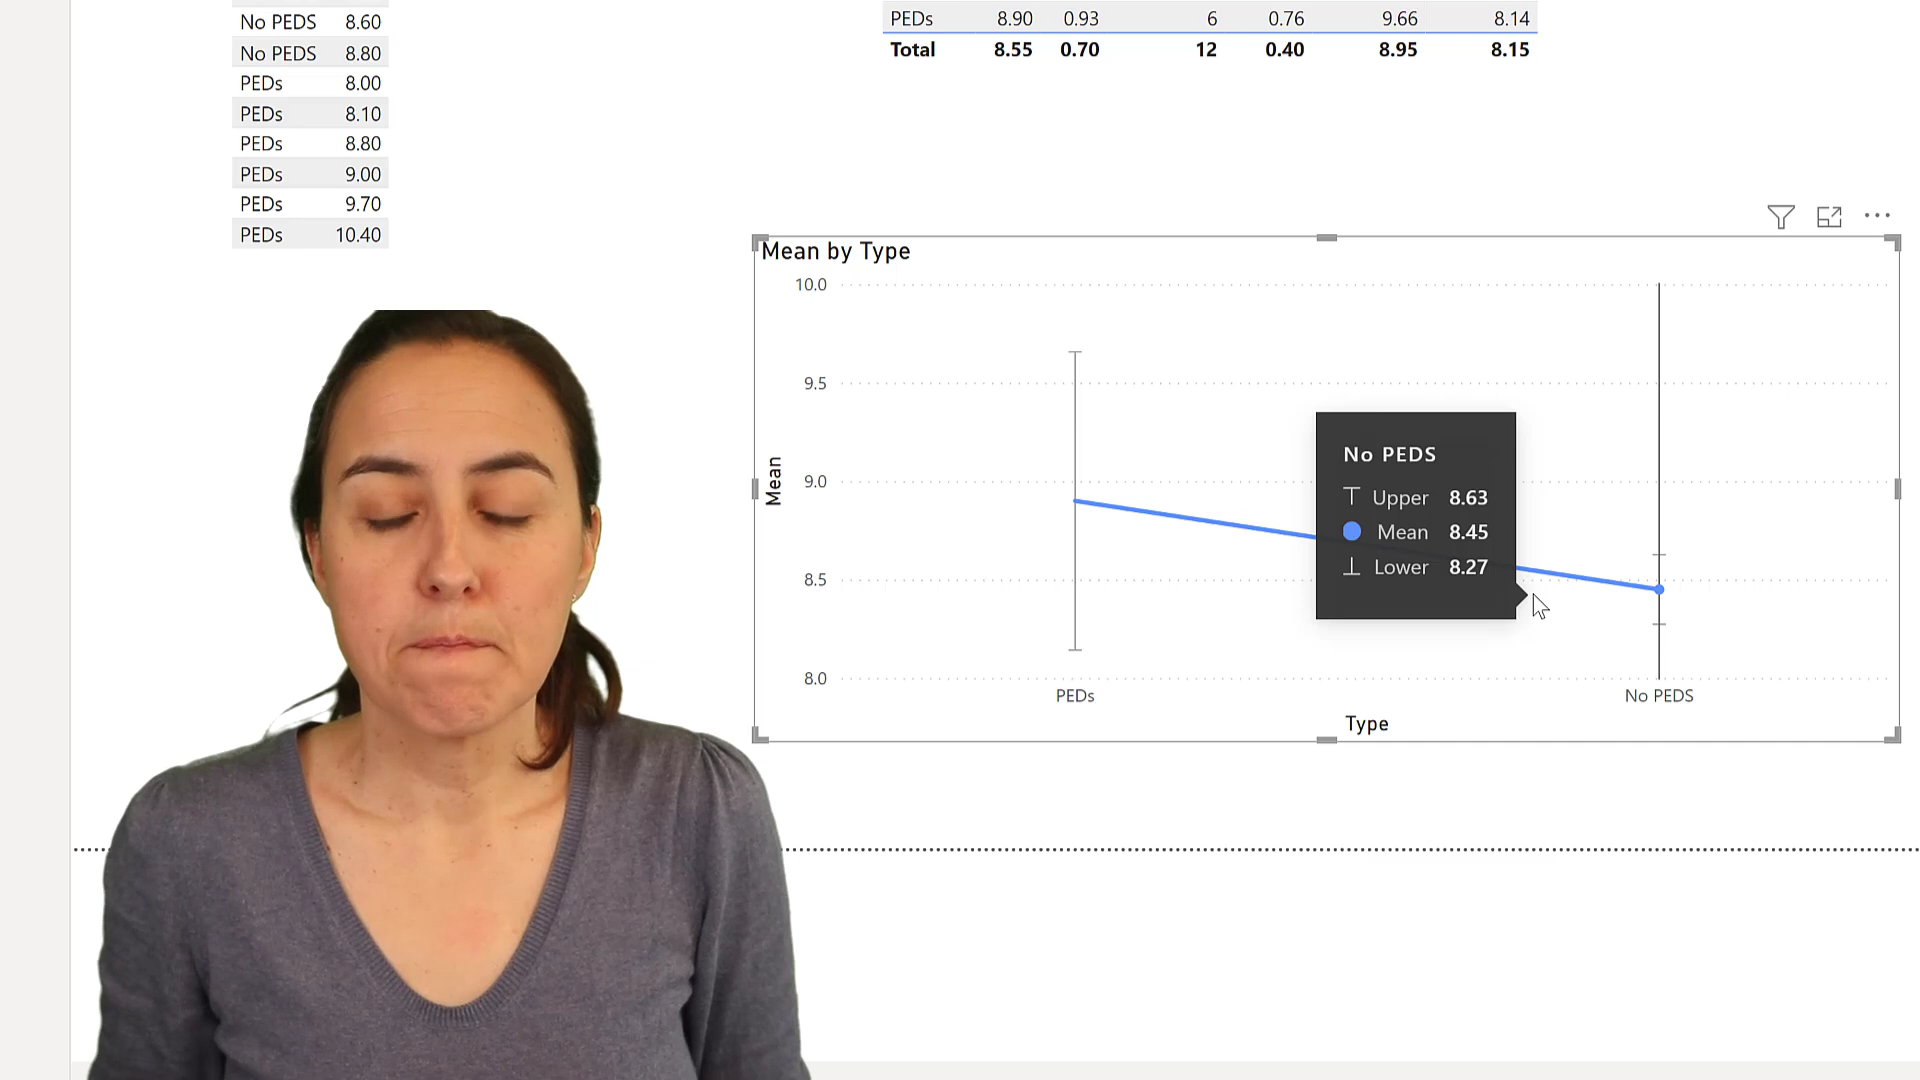 No PEDS 8.60
No PEDS 8.80
PEDs 8.00
PEDs 8.10
PEDs 8.80
PEDs 9.00
PEDs 9.70
PEDs 10.40
PEDs 8.90 0.93 6 0.76 9.66 8.14
Total 8.55 0.70 12 0.40 8.95 8.15
Mean by Type
10.0
9.5
9.0
8.5
8.0
Mean
No PEDS
Upper 8.63
Mean 8.45
Lower 8.27
PEDs No PEDS
Type